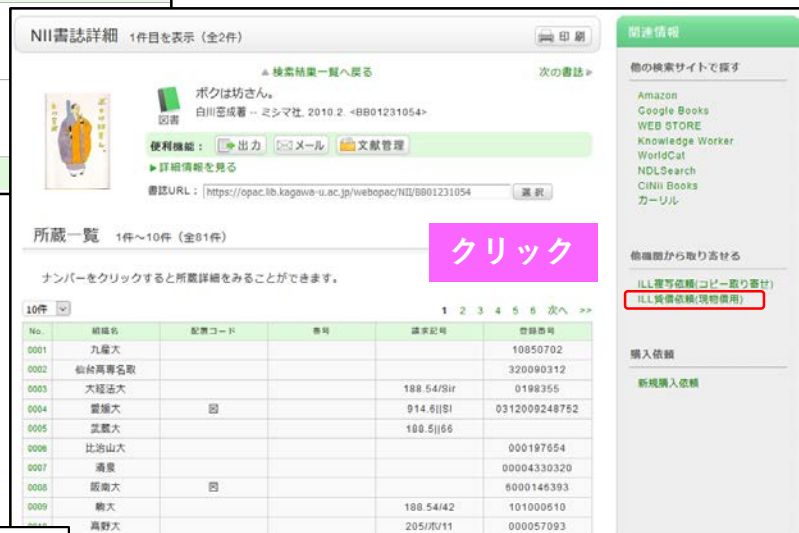 NII書誌詳細 1件目を表示 (全2件)
印 刷
▲ 検索結果一覧へ戻る
次の書誌 ▶
図書
ボクは坊さん。
白川密成著 -- ミシマ社, 2010.2. <BB01231054>
便利機能： 出力 メール 文献管理
▶詳細情報を見る
書誌URL： https://opac.lib.kagawa-u.ac.jp/webopac/NII/BB01231054 選 択
所蔵一覧 1件～10件 (全81件)
クリック
ナンバーをクリックすると所蔵詳細をみることができます。
10件
1 2 3 4 5 6 次へ >>
No. 組織名 配置コード 巻号 請求記号 登録番号
0001 九産大 10850702
0002 仙台高専名取 320090312
0003 大経法大 188.54/Sir 0198355
0004 愛媛大 図 914.6||SI 0312009248752
0005 武蔵大 188.5||66
0006 比治山大 000197654
0007 清泉 00004330320
0008 阪南大 図 6000146393
0009 駒大 188.54/42 101000610
0010 高野大 205/ボ/11 000057093
関連情報
他の検索サイトで探す
Amazon
Google Books
WEB STORE
Knowledge Worker
WorldCat
NDLSearch
CiNii Books
カーリル
他機関から取り寄せる
ILL複写依頼(コピー取り寄せ)
ILL貸借依頼(現物借用)
購入依頼
新規購入依頼